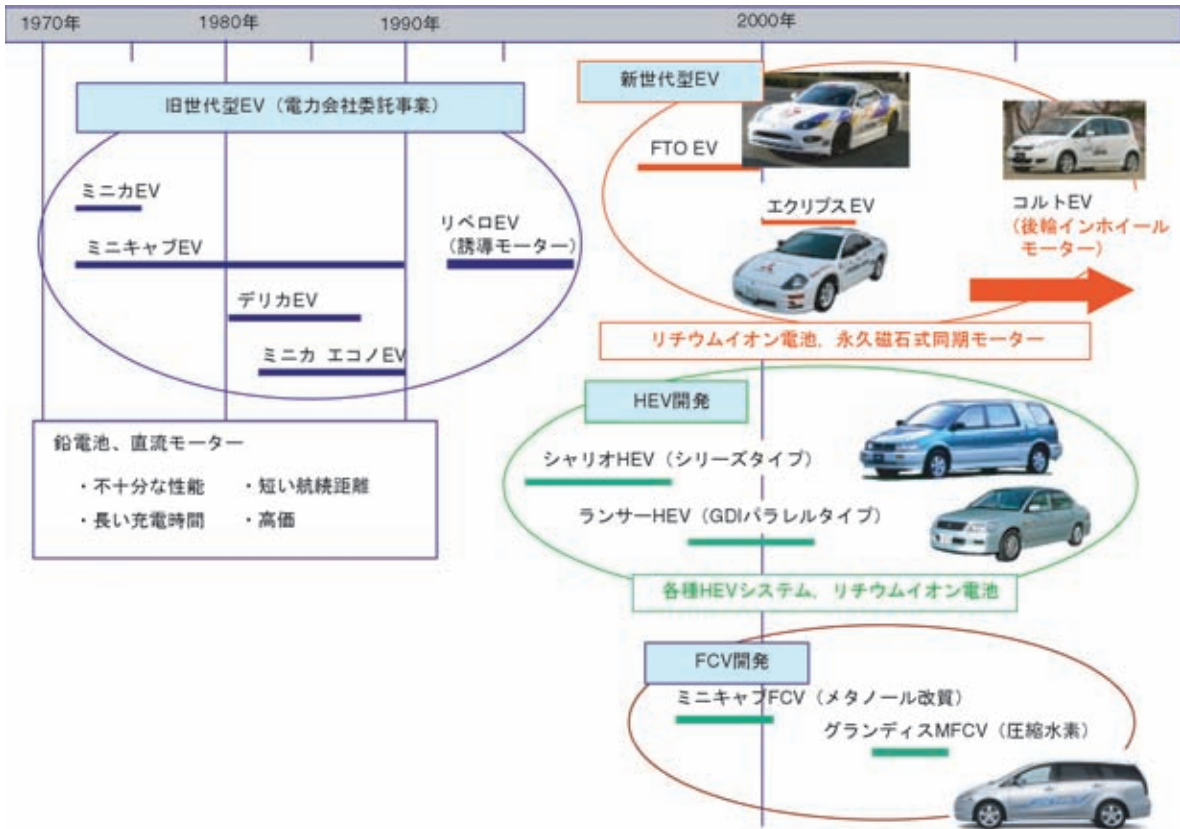 1970年
1980年
1990年
2000年
旧世代型EV（電力会社委託事業）
ミニカEV
ミニキャブEV
デリカEV
ミニカ エコノEV
リベロEV
（誘導モーター）
鉛電池、直流モーター
・不十分な性能 ・短い航続距離
・長い充電時間 ・高価
新世代型EV
FTO EV
エクリプスEV
コルトEV
（後輪インホイール
モーター）
リチウムイオン電池，永久磁石式同期モーター
HEV開発
シャリオHEV（シリーズタイプ）
ランサーHEV（GDIパラレルタイプ）
各種HEVシステム，リチウムイオン電池
FCV開発
ミニキャブFCV（メタノール改質）
グランディスMFCV（圧縮水素）